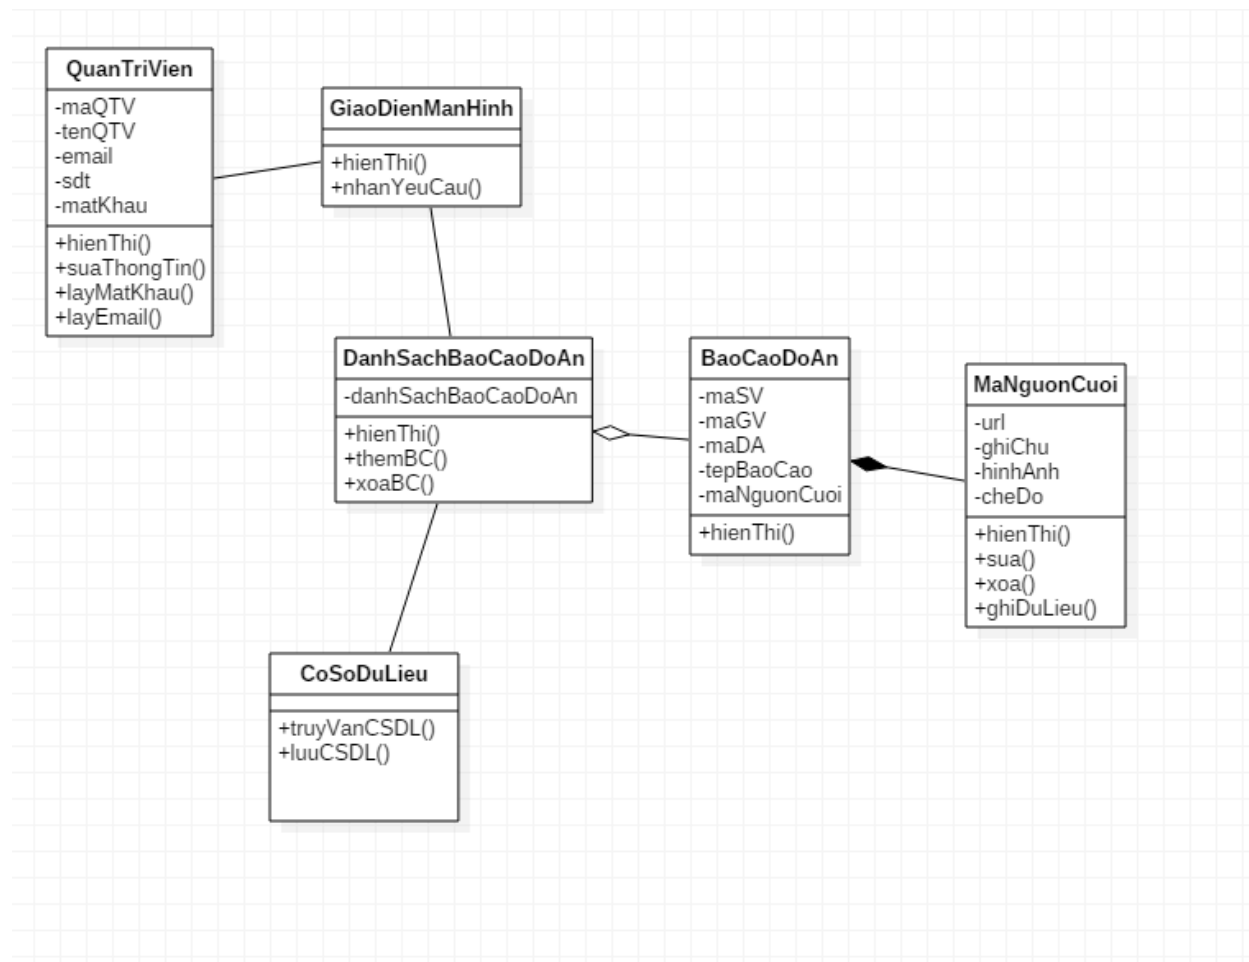 QuanTriVien
-maQTV
-tenQTV
-email
-sdt
-matKhau
+hienThi()
+suaThongTin()
+layMatKhau()
+layEmail()
GiaoDienManHinh
+hienThi()
+nhanYeuCau()
DanhSachBaoCaoDoAn
-danhSachBaoCaoDoAn
+hienThi()
+themBC()
+xoaBC()
BaoCaoDoAn
-maSV
-maGV
-maDA
-tepBaoCao
-maNguonCuoi
+hienThi()
MaNguonCuoi
-url
-ghiChu
-hinhAnh
-cheDo
+hienThi()
+sua()
+xoa()
+ghiDuLieu()
CoSoDuLieu
+truyVanCSDL()
+luuCSDL()